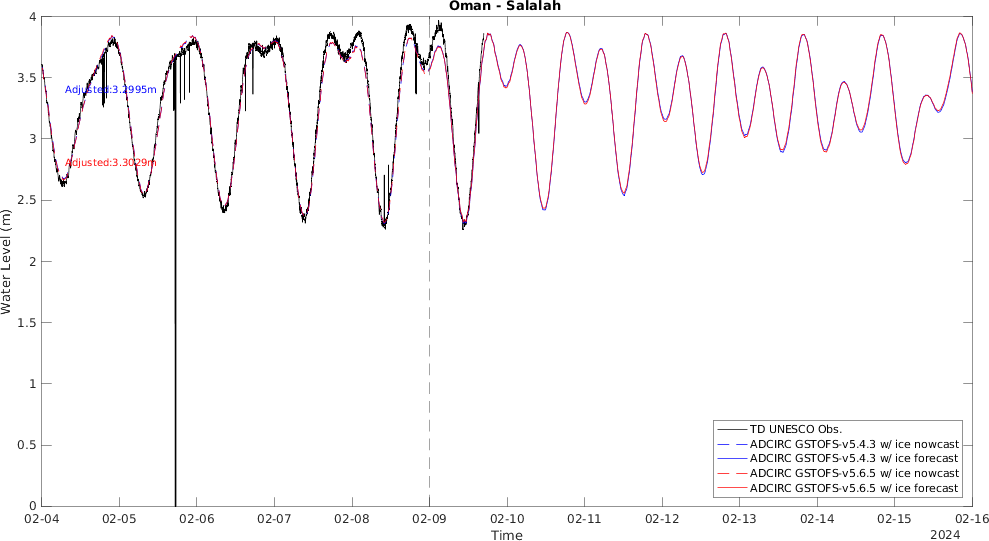 Oman - Salalah
4
3.5
3
2.5
2
1.5
1
0.5
0
Water Level (m)
Adjusted:3.2995m
Adjusted:3.3029m
TD UNESCO Obs.
ADCIRC GSTOFS-v5.4.3 w/ ice nowcast
ADCIRC GSTOFS-v5.4.3 w/ ice forecast
ADCIRC GSTOFS-v5.6.5 w/ ice nowcast
ADCIRC GSTOFS-v5.6.5 w/ ice forecast
02-04 02-05 02-06 02-07 02-08 02-09 02-10 02-11 02-12 02-13 02-14 02-15 02-16
Time
2024